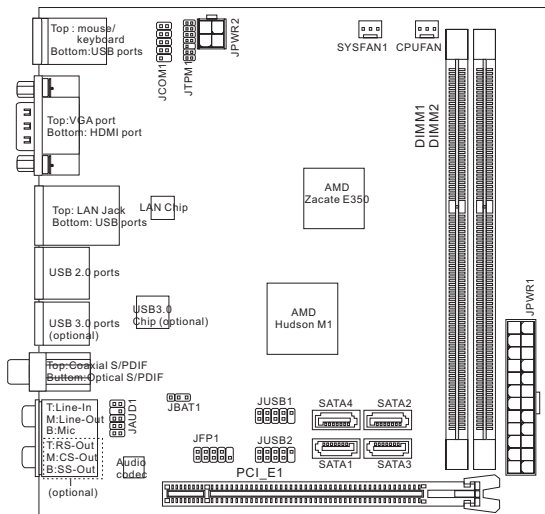 Top : mouse/
keyboard
Bottom:USB ports
JCOM1
JTPM1
JPWR2
SYSFAN1
CPUFAN
Top:VGA port
Bottom: HDMI port
DIMM1
DIMM2
AMD
Zacate E350
Top: LAN Jack
Bottom: USB ports
LAN Chip
USB 2.0 ports
USB 3.0 ports
(optional)
USB3.0
Chip (optional)
AMD
Hudson M1
JPWR1
Top:Coaxial S/PDIF
Buttom:Optical S/PDIF
T:Line-In
M:Line-Out
B:Mic
T:RS-Out
M:CS-Out
B:SS-Out
(optional)
JAUD1
JBAT1
JUSB1
SATA4
SATA2
JFP1
JUSB2
SATA1
SATA3
Audio
codec
PCI_E1